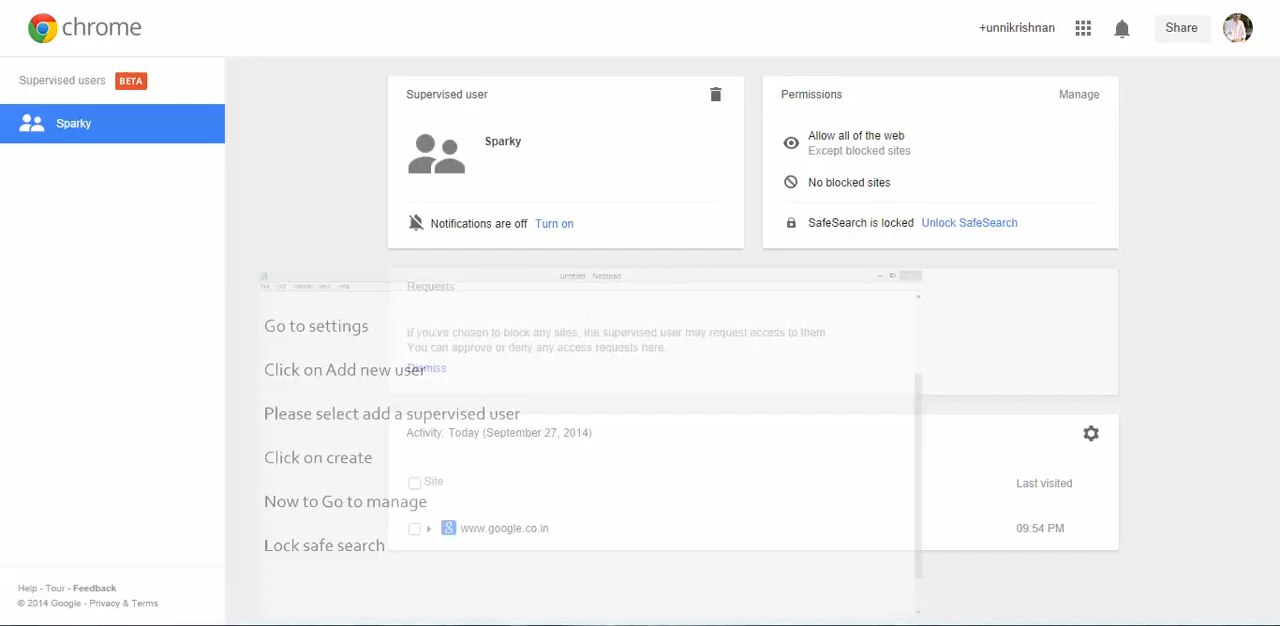 chrome
+unnikrishnan
Share
Supervised users BETA
Sparky
Supervised user
Sparky
Notifications are off Turn on
Permissions
Manage
Allow all of the web
Except blocked sites
No blocked sites
SafeSearch is locked Unlock SafeSearch
Untitled - Notepad
Requests
If you've chosen to block any sites, the supervised user may request access to them.
You can approve or deny any access requests here.
Dismiss
Go to settings
Click on Add new user
Please select add a supervised user
Click on create
Now to Go to manage
Lock safe search
Activity: Today (September 27, 2014)
Site
Last visited
8 www.google.co.in
09:54 PM
Help - Tour - Feedback
© 2014 Google - Privacy & Terms